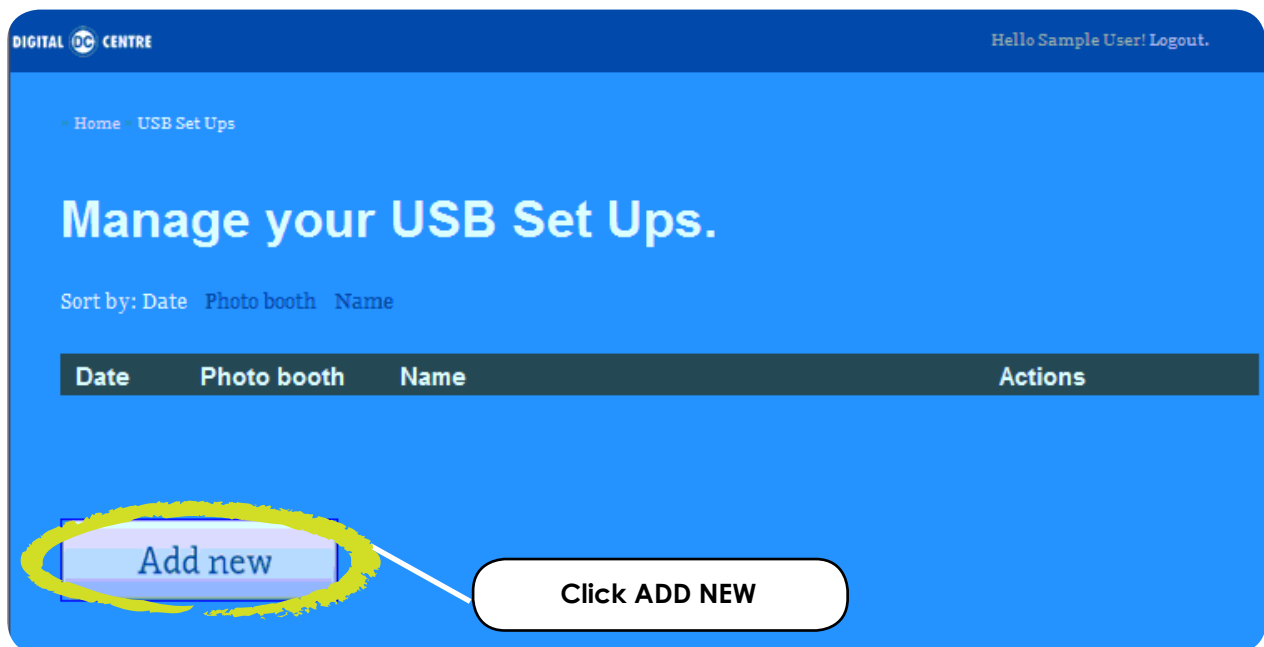 DIGITAL DC CENTRE
Hello Sample User! Logout.
Home USB Set Ups
Manage your USB Set Ups.
Sort by: Date Photo booth Name
Date Photo booth Name Actions
Add new
Click ADD NEW